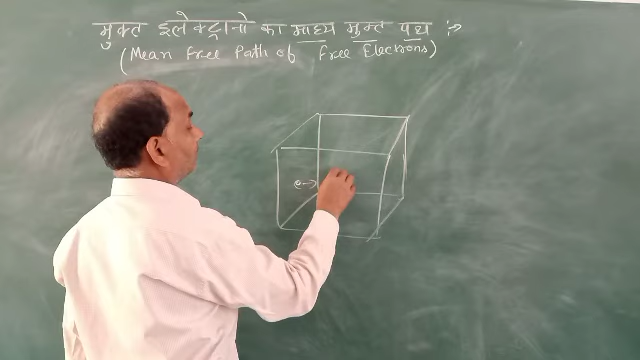 मुक्त इलेक्ट्रानो का माध्य मुक्त पथ :→
(Mean free Path of free Electrons)
e→